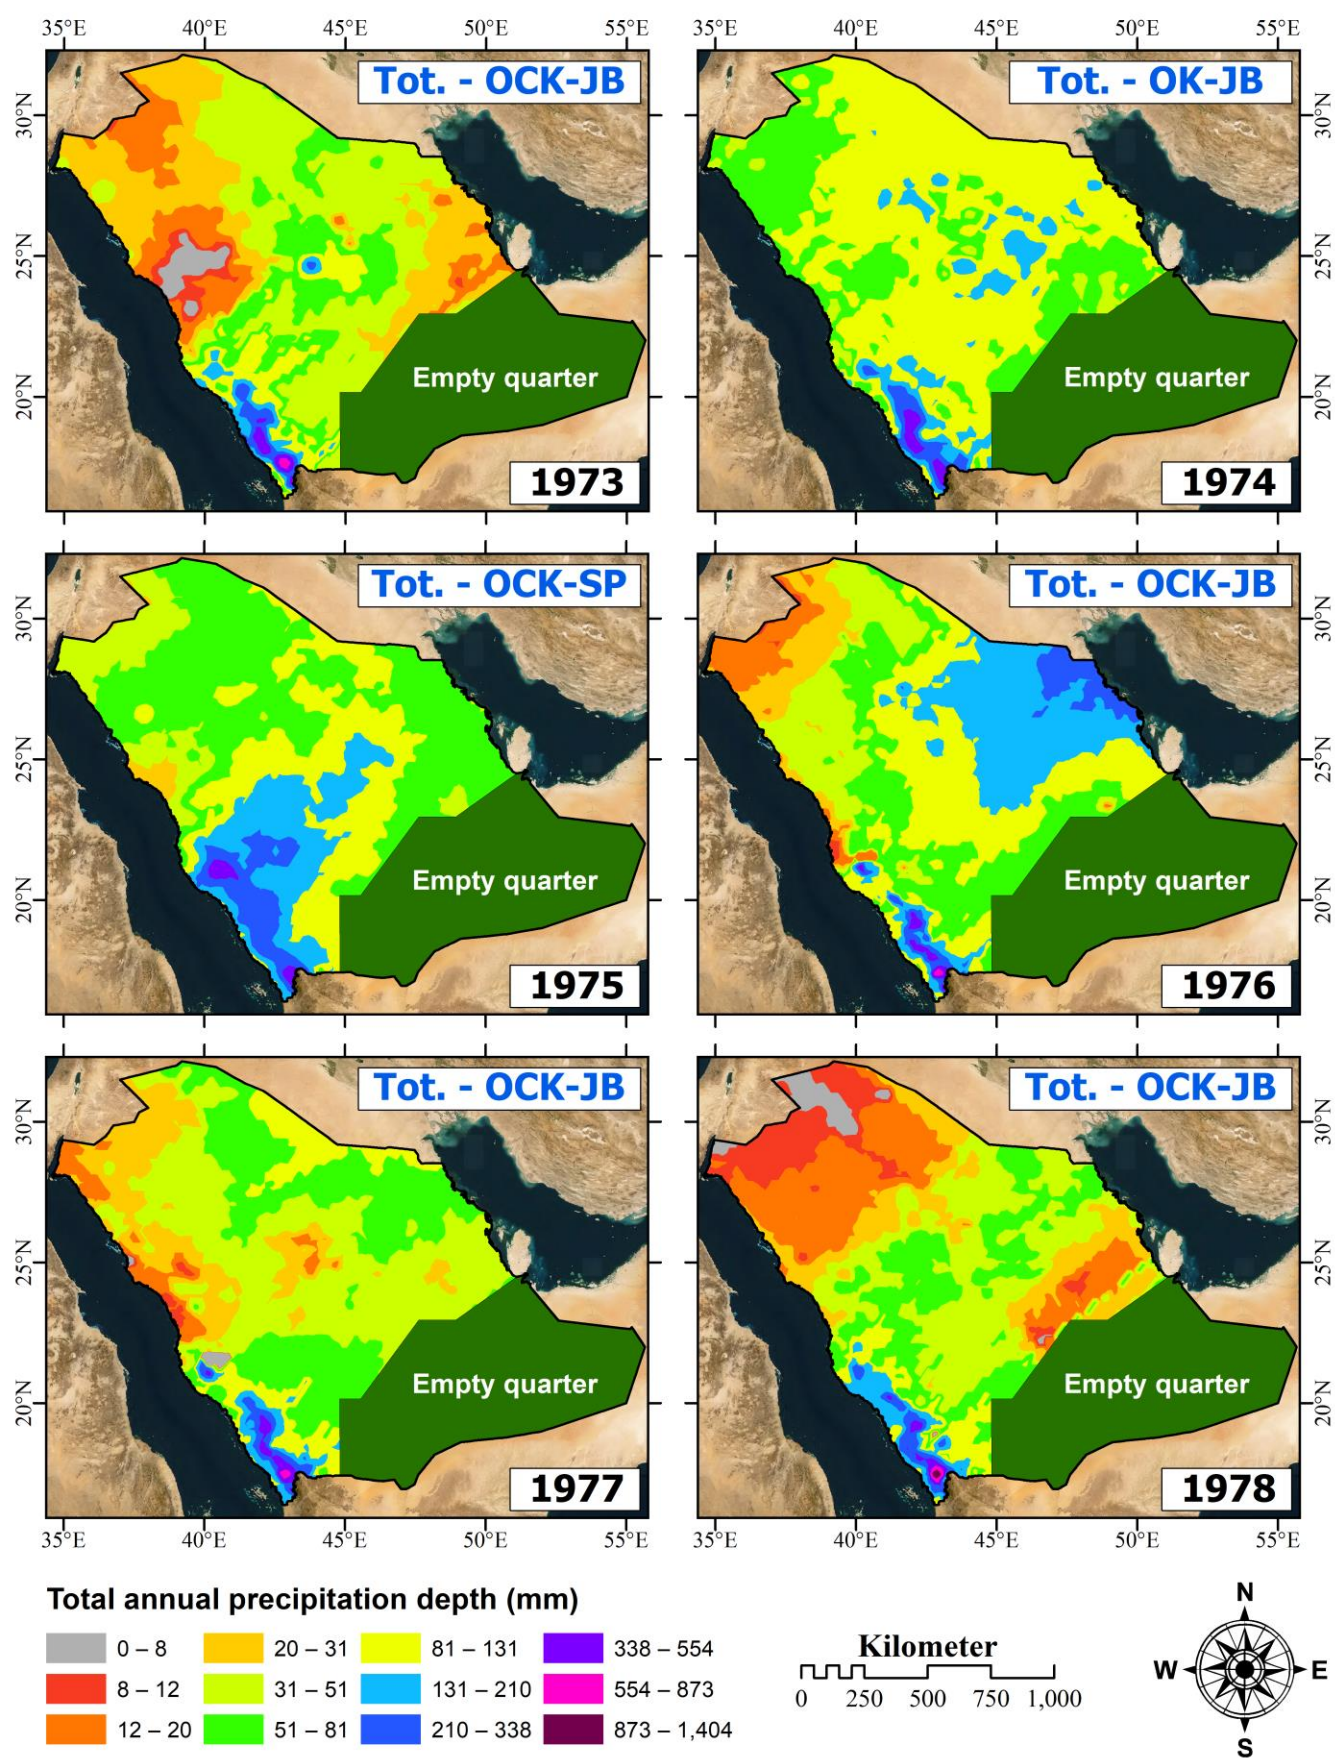 35°E 40°E 45°E 50°E 55°E 35°E 40°E 45°E 50°E 55°E
Tot. - OCK-JB
30°N
25°N
20°N
Empty quarter
1973
Tot. - OK-JB
30°N
25°N
20°N
Empty quarter
1974
Tot. - OCK-SP
30°N
25°N
20°N
Empty quarter
1975
Tot. - OCK-JB
30°N
25°N
20°N
Empty quarter
1976
Tot. - OCK-JB
30°N
25°N
20°N
Empty quarter
1977
Tot. - OCK-JB
30°N
25°N
20°N
Empty quarter
1978
35°E 40°E 45°E 50°E 55°E 35°E 40°E 45°E 50°E 55°E
Total annual precipitation depth (mm)
0 – 8 20 – 31 81 – 131 338 – 554
8 – 12 31 – 51 131 – 210 554 – 873
12 – 20 51 – 81 210 – 338 873 – 1,404
Kilometer
0 250 500 750 1,000
N
W E
S